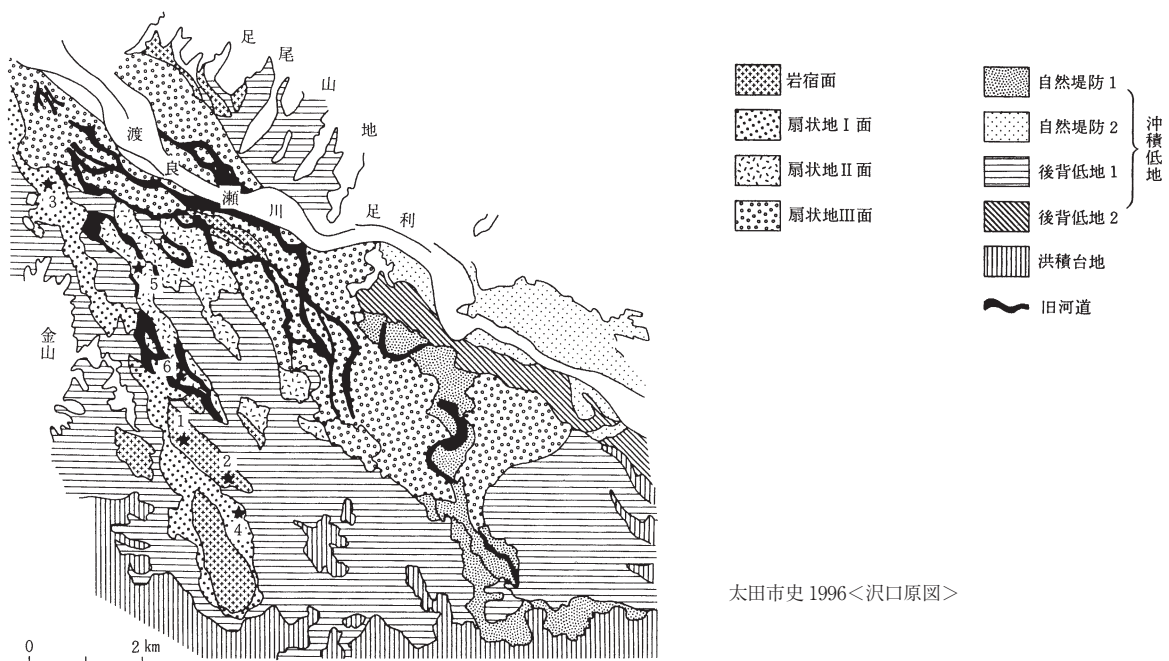 足尾山地
渡良瀬川
足利
金山
3
5
6
1
2
4
0 2 km
岩宿面
扇状地Ⅰ面
扇状地Ⅱ面
扇状地Ⅲ面
自然堤防1
自然堤防2
後背低地1
後背低地2
沖積低地
洪積台地
旧河道
太田市史 1996<沢口原図>